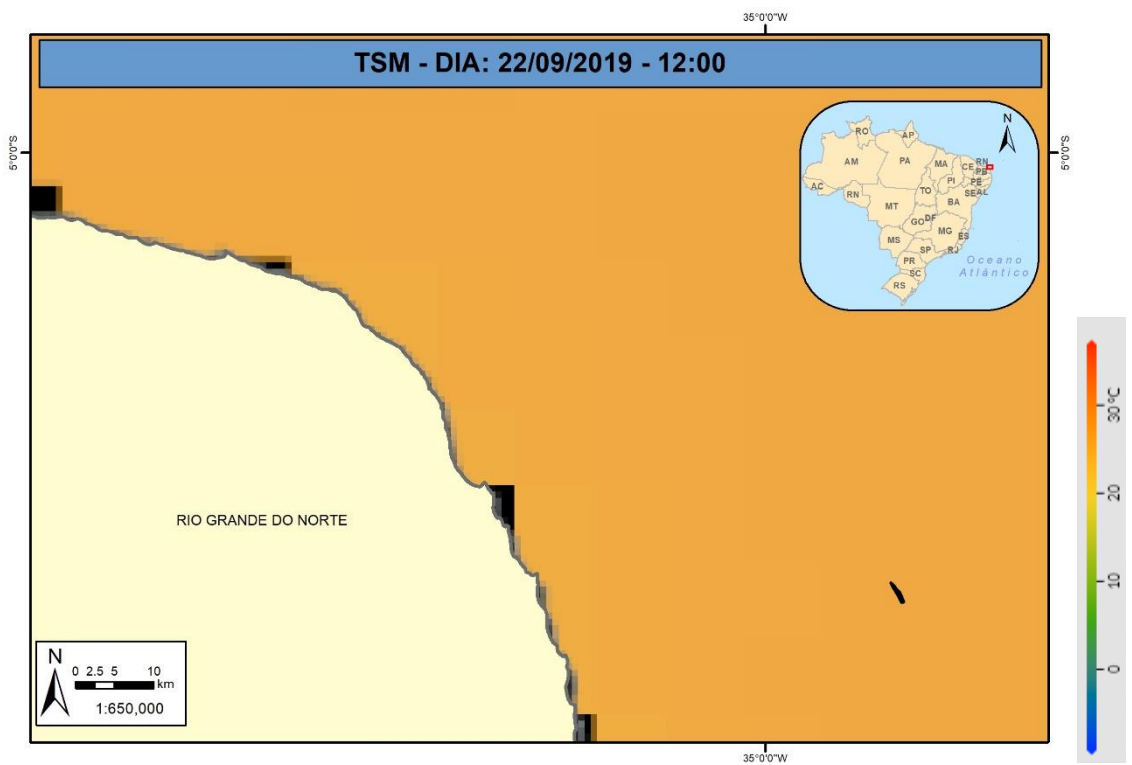 35°0'0"W
TSM - DIA: 22/09/2019 - 12:00
5°0'0"S
5°0'0"S
N
RO
AP
AM
PA
MA
CE
RN
PB
PE
AL
SE
PI
AC
RN
TO
BA
MT
GO
DF
MG
ES
MS
SP
RJ
PR
SC
RS
Oceano
Atlântico
30°C
20
10
0
RIO GRANDE DO NORTE
N
0 2.5 5 10
km
1:650,000
35°0'0"W